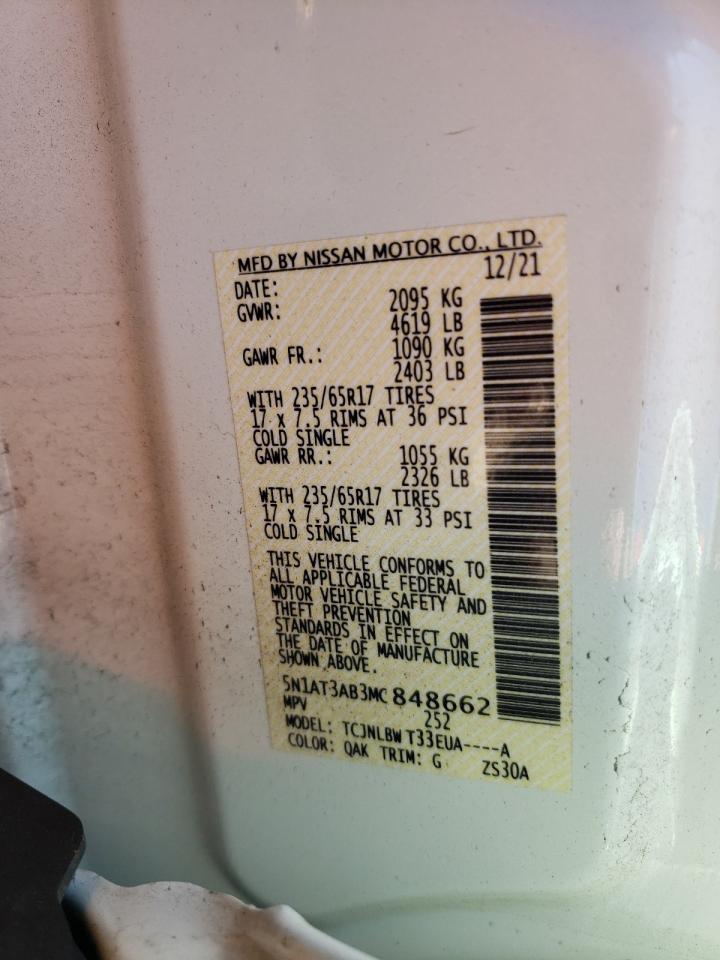 MFD BY NISSAN MOTOR CO., LTD.
DATE: 12/21
GVWR: 2095 KG
4619 LB
GAWR FR.: 1090 KG
2403 LB
WITH 235/65R17 TIRES
17 X 7.5 RIMS AT 36 PSI
COLD SINGLE
GAWR RR.: 1055 KG
2326 LB
WITH 235/65R17 TIRES
17 X 7.5 RIMS AT 33 PSI
COLD SINGLE
THIS VEHICLE CONFORMS TO
ALL APPLICABLE FEDERAL
MOTOR VEHICLE SAFETY AND
THEFT PREVENTION
STANDARDS IN EFFECT ON
THE DATE OF MANUFACTURE
SHOWN ABOVE.
5N1AT3AB3MC848662
MPV 252
MODEL: TCJNLBW T33EUA----A
COLOR: QAK TRIM: G ZS30A